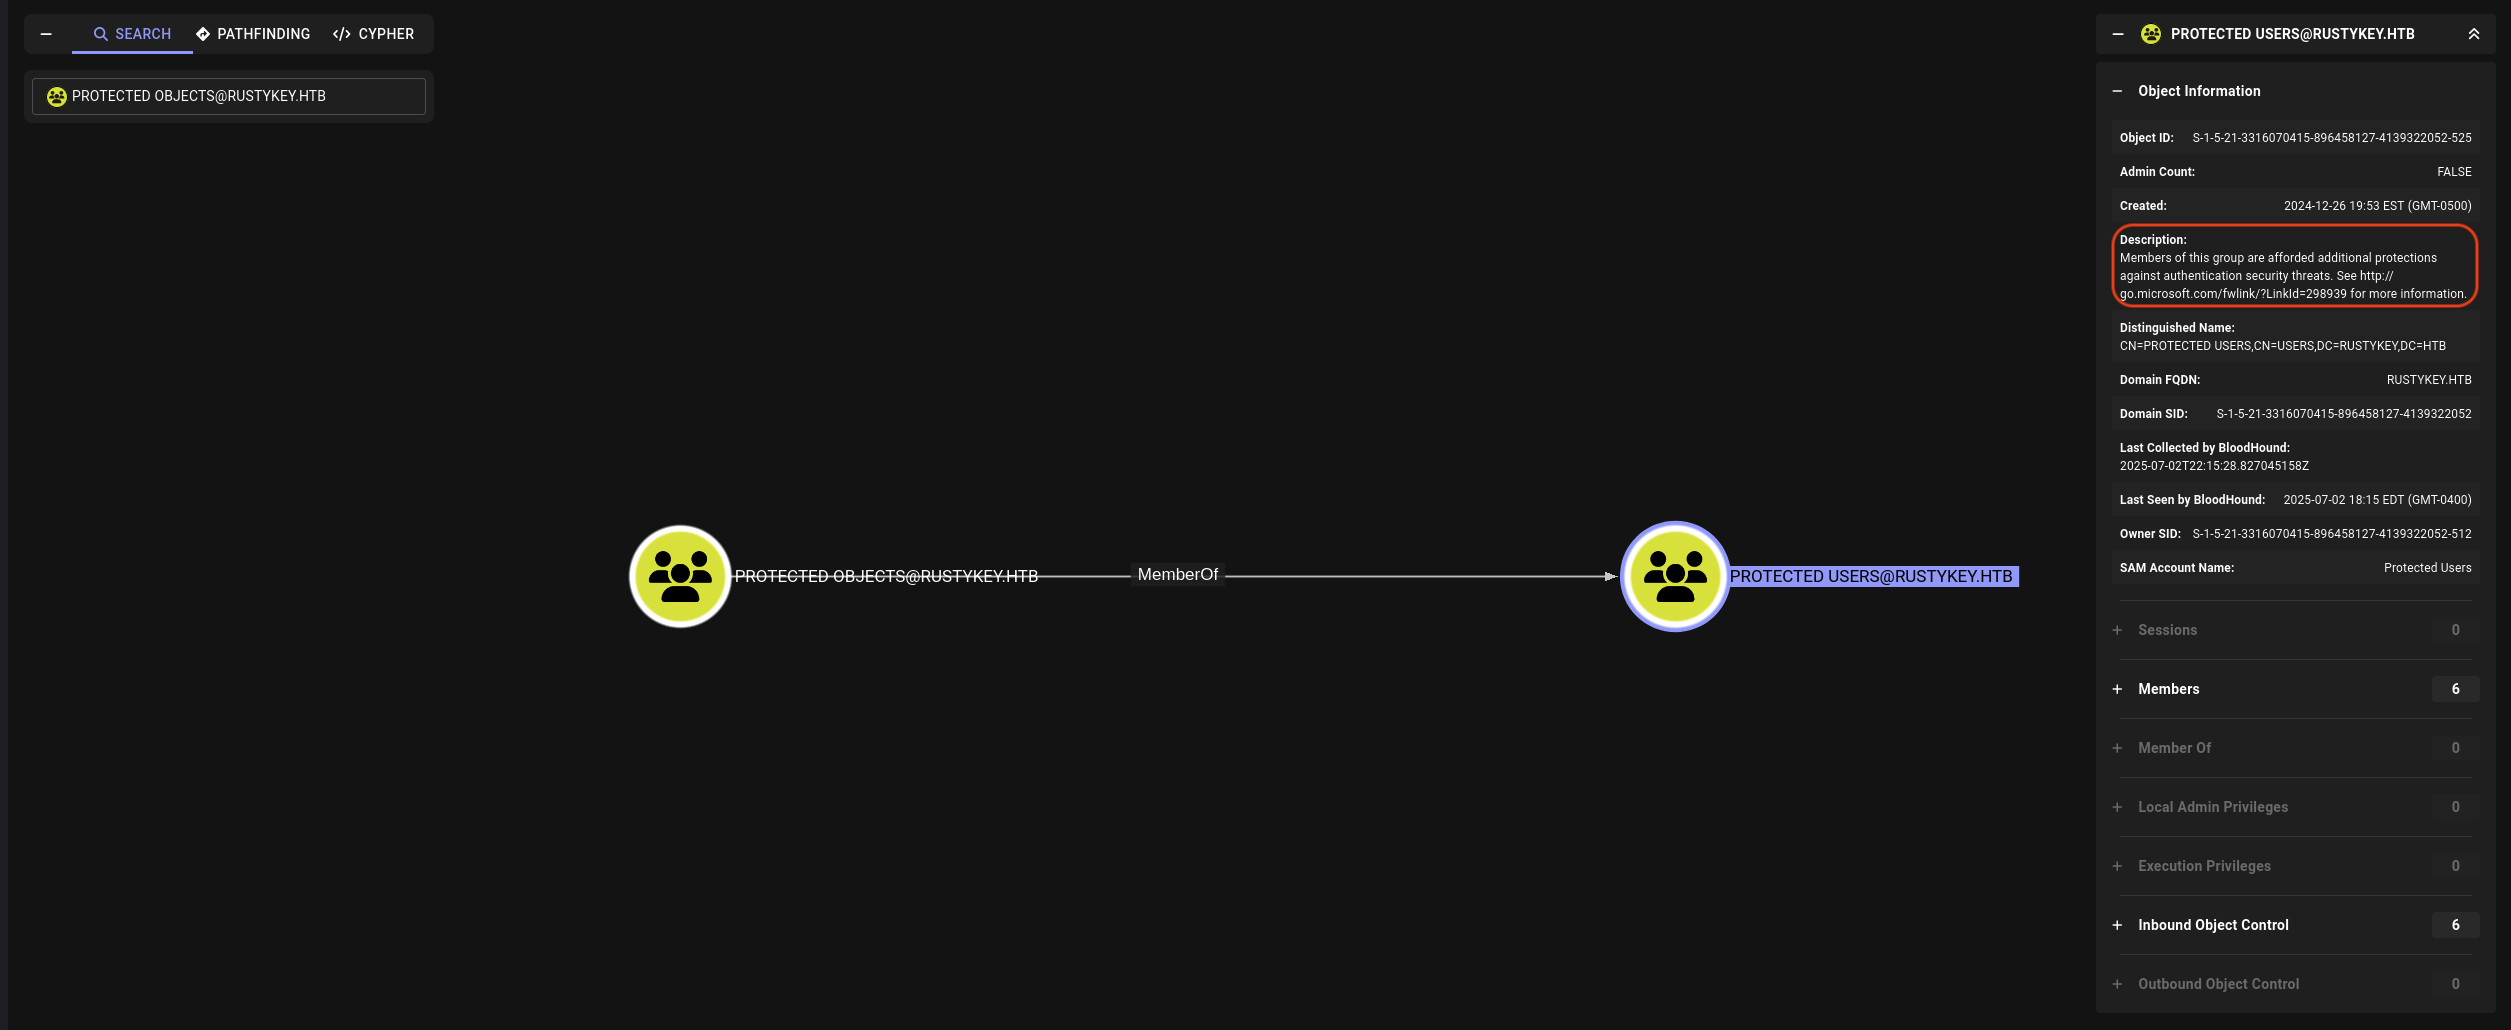 SEARCH
PATHFINDING
CYPHER
PROTECTED OBJECTS@RUSTYKEY.HTB
PROTECTED OBJECTS@RUSTYKEY.HTB
MemberOf
PROTECTED USERS@RUSTYKEY.HTB
PROTECTED USERS@RUSTYKEY.HTB
Object Information
Object ID: S-1-5-21-3316070415-896458127-4139322052-525
Admin Count: FALSE
Created: 2024-12-26 19:53 EST (GMT-0500)
Description:
Members of this group are afforded additional protections
against authentication security threats. See http://
go.microsoft.com/fwlink/?LinkId=298939 for more information.
Distinguished Name:
CN=PROTECTED USERS,CN=USERS,DC=RUSTYKEY,DC=HTB
Domain FQDN: RUSTYKEY.HTB
Domain SID: S-1-5-21-3316070415-896458127-4139322052
Last Collected by BloodHound:
2025-07-02T22:15:28.827045158Z
Last Seen by BloodHound: 2025-07-02 18:15 EDT (GMT-0400)
Owner SID: S-1-5-21-3316070415-896458127-4139322052-512
SAM Account Name: Protected Users
Sessions 0
Members 6
Member Of 0
Local Admin Privileges 0
Execution Privileges 0
Inbound Object Control 6
Outbound Object Control 0